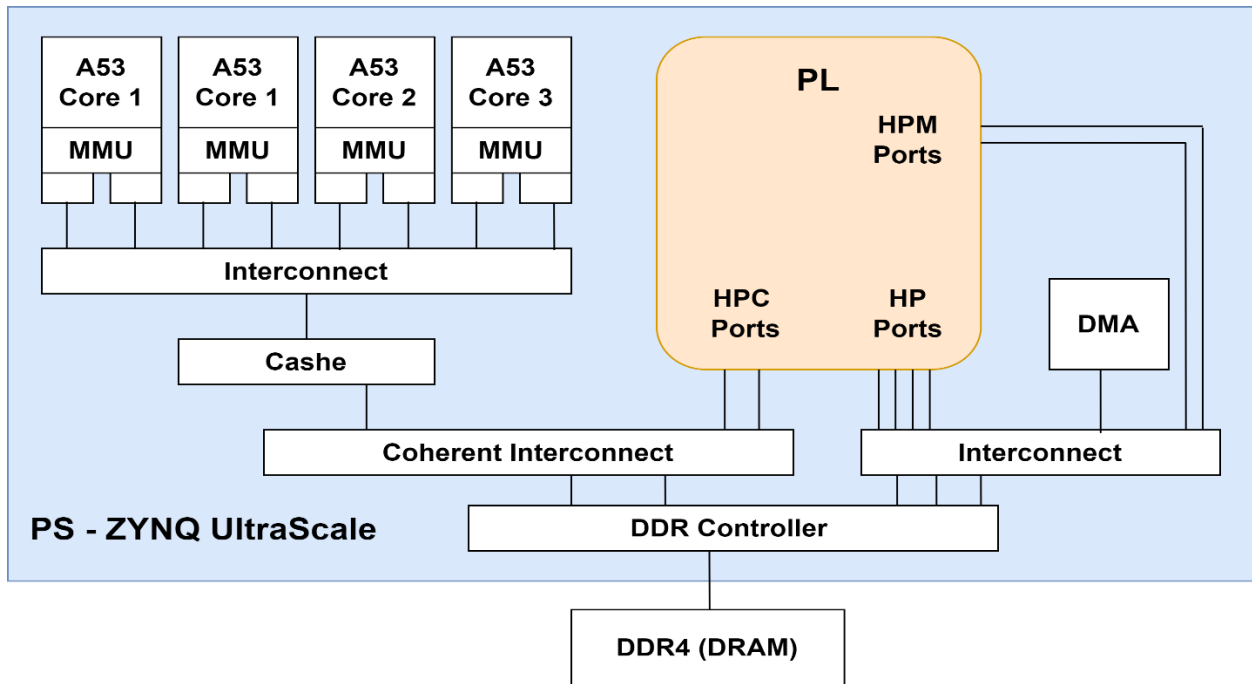 A53
Core 1
A53
Core 1
A53
Core 2
A53
Core 3
MMU
MMU
MMU
MMU
PL
HPM
Ports
Interconnect
HPC
Ports
HP
Ports
DMA
Cashe
Coherent Interconnect
Interconnect
PS - ZYNQ UltraScale
DDR Controller
DDR4 (DRAM)